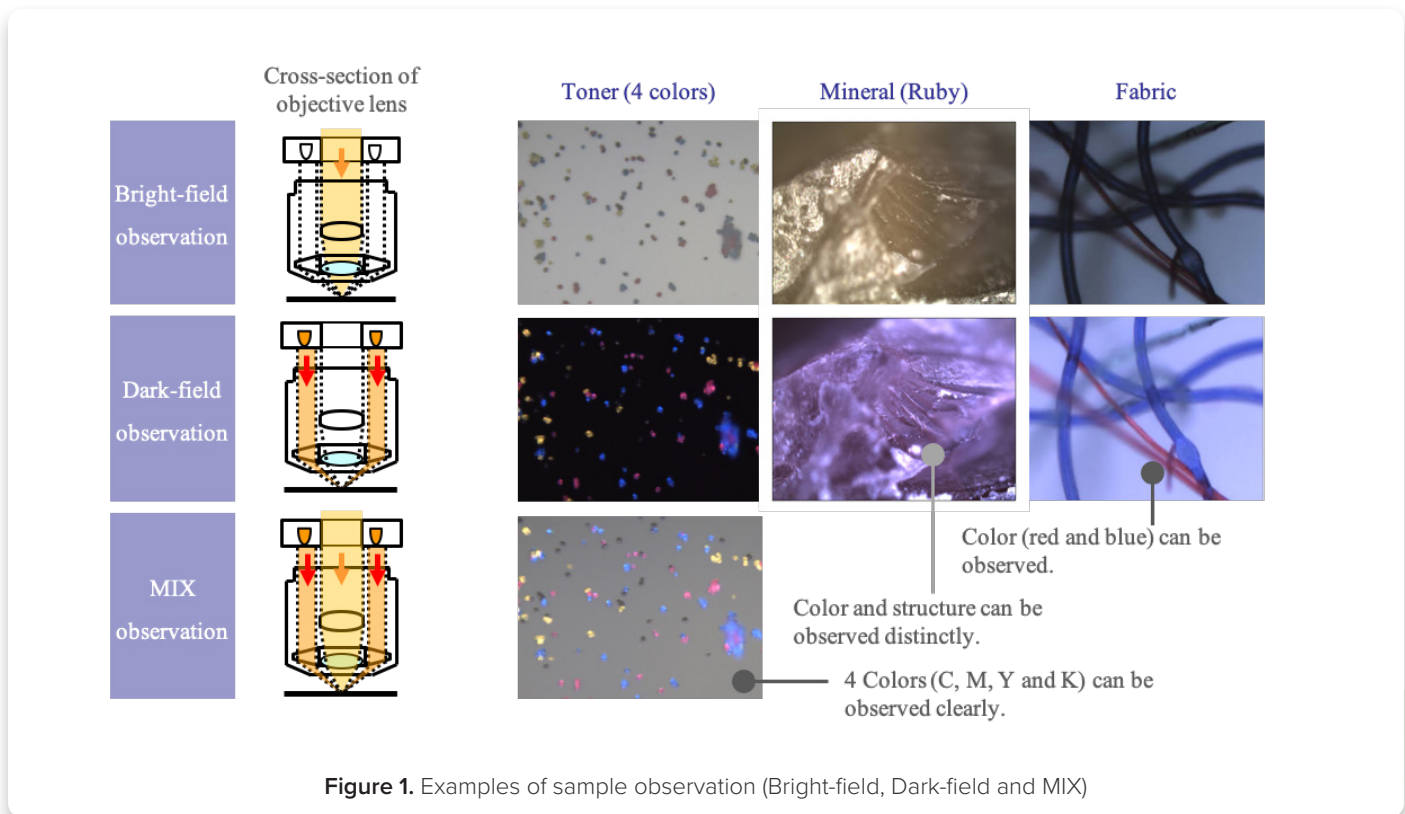 Cross-section of
objective lens
Toner (4 colors)
Mineral (Ruby)
Fabric
Bright-field
observation
Dark-field
observation
MIX
observation
Color (red and blue) can be
observed.
Color and structure can be
observed distinctly.
4 Colors (C, M, Y and K) can be
observed clearly.
Figure 1. Examples of sample observation (Bright-field, Dark-field and MIX)